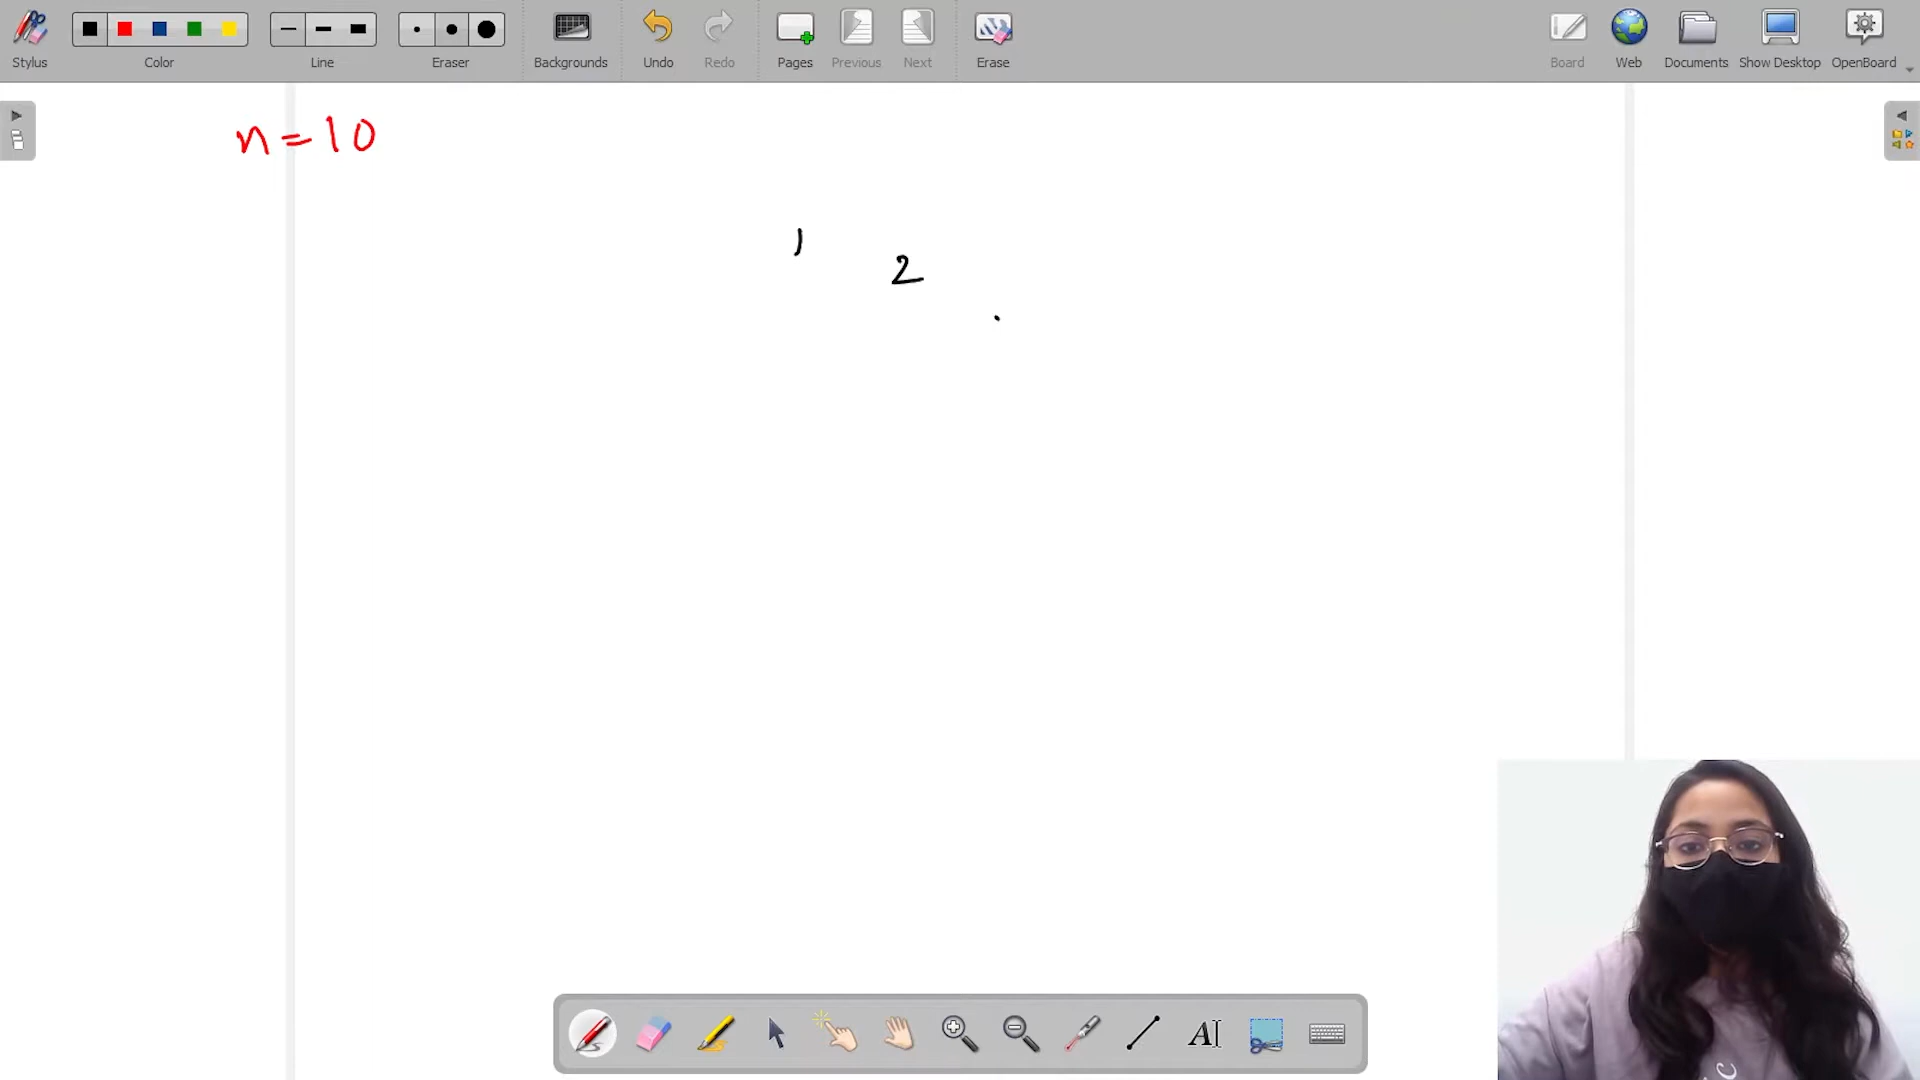 Stylus
Color
Line
Eraser
Backgrounds
Undo
Redo
Pages
Previous
Next
Erase
Board
Web
Documents
Show Desktop
OpenBoard
n=10
1
2
A